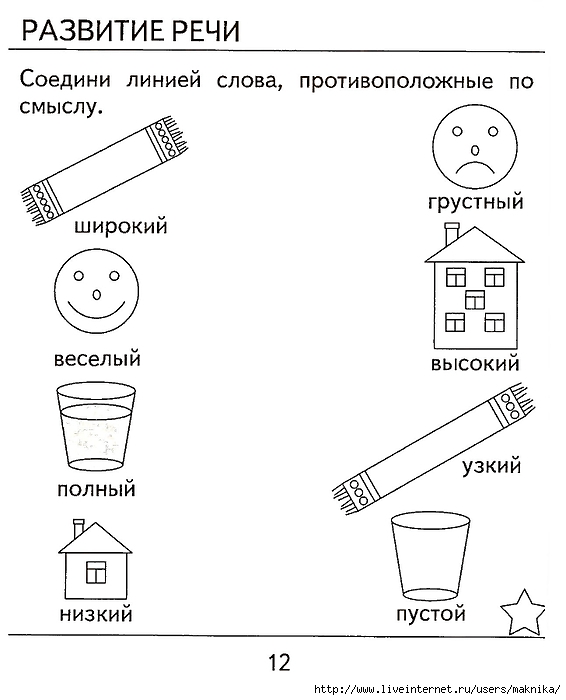 РАЗВИТИЕ РЕЧИ
Соедини линией слова, противоположные по
смыслу.
широкий
грустный
веселый
высокий
полный
узкий
низкий
пустой
12
http://www.liveinternet.ru/users/maknika/